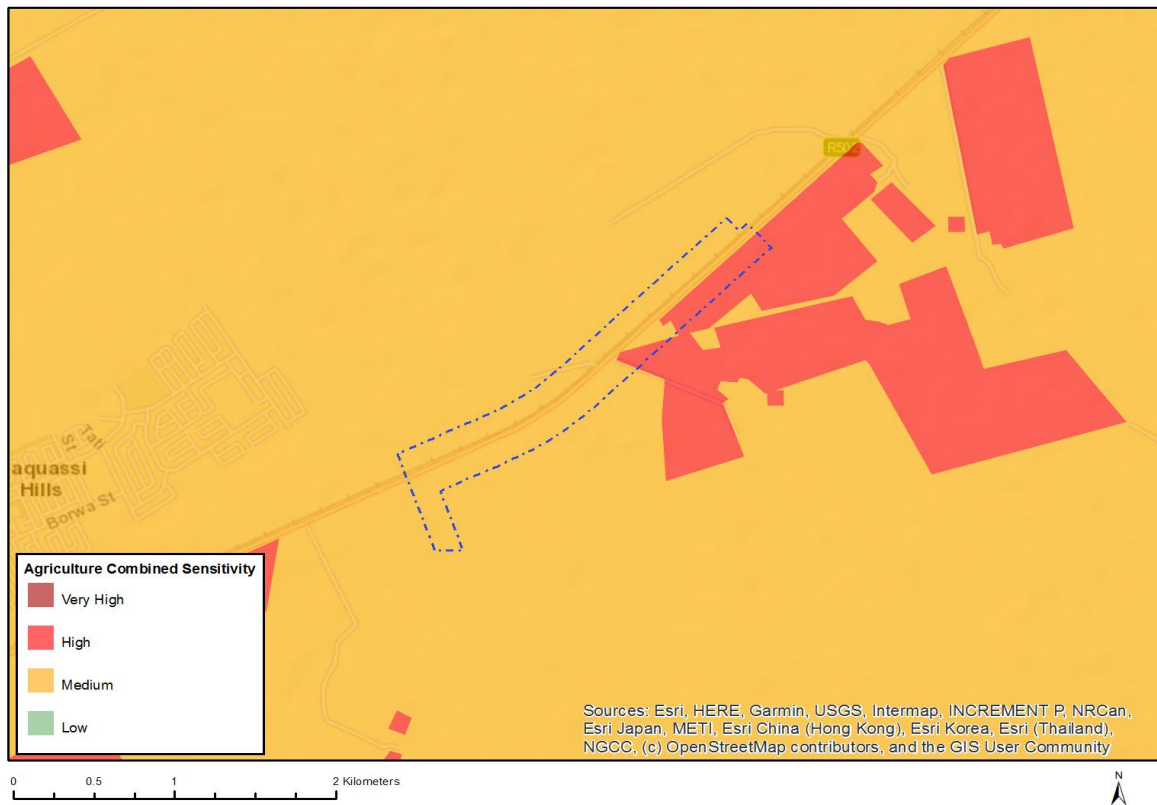 R502
Tati
St
aquassi
Hills
Borwa St
Agriculture Combined Sensitivity
Very High
High
Medium
Low
Sources: Esri, HERE, Garmin, USGS, Intermap, INCREMENT P, NRCan,
Esri Japan, METI, Esri China (Hong Kong), Esri Korea, Esri (Thailand),
NGCC, (c) OpenStreetMap contributors, and the GIS User Community
0 0.5 1 2 Kilometers
N